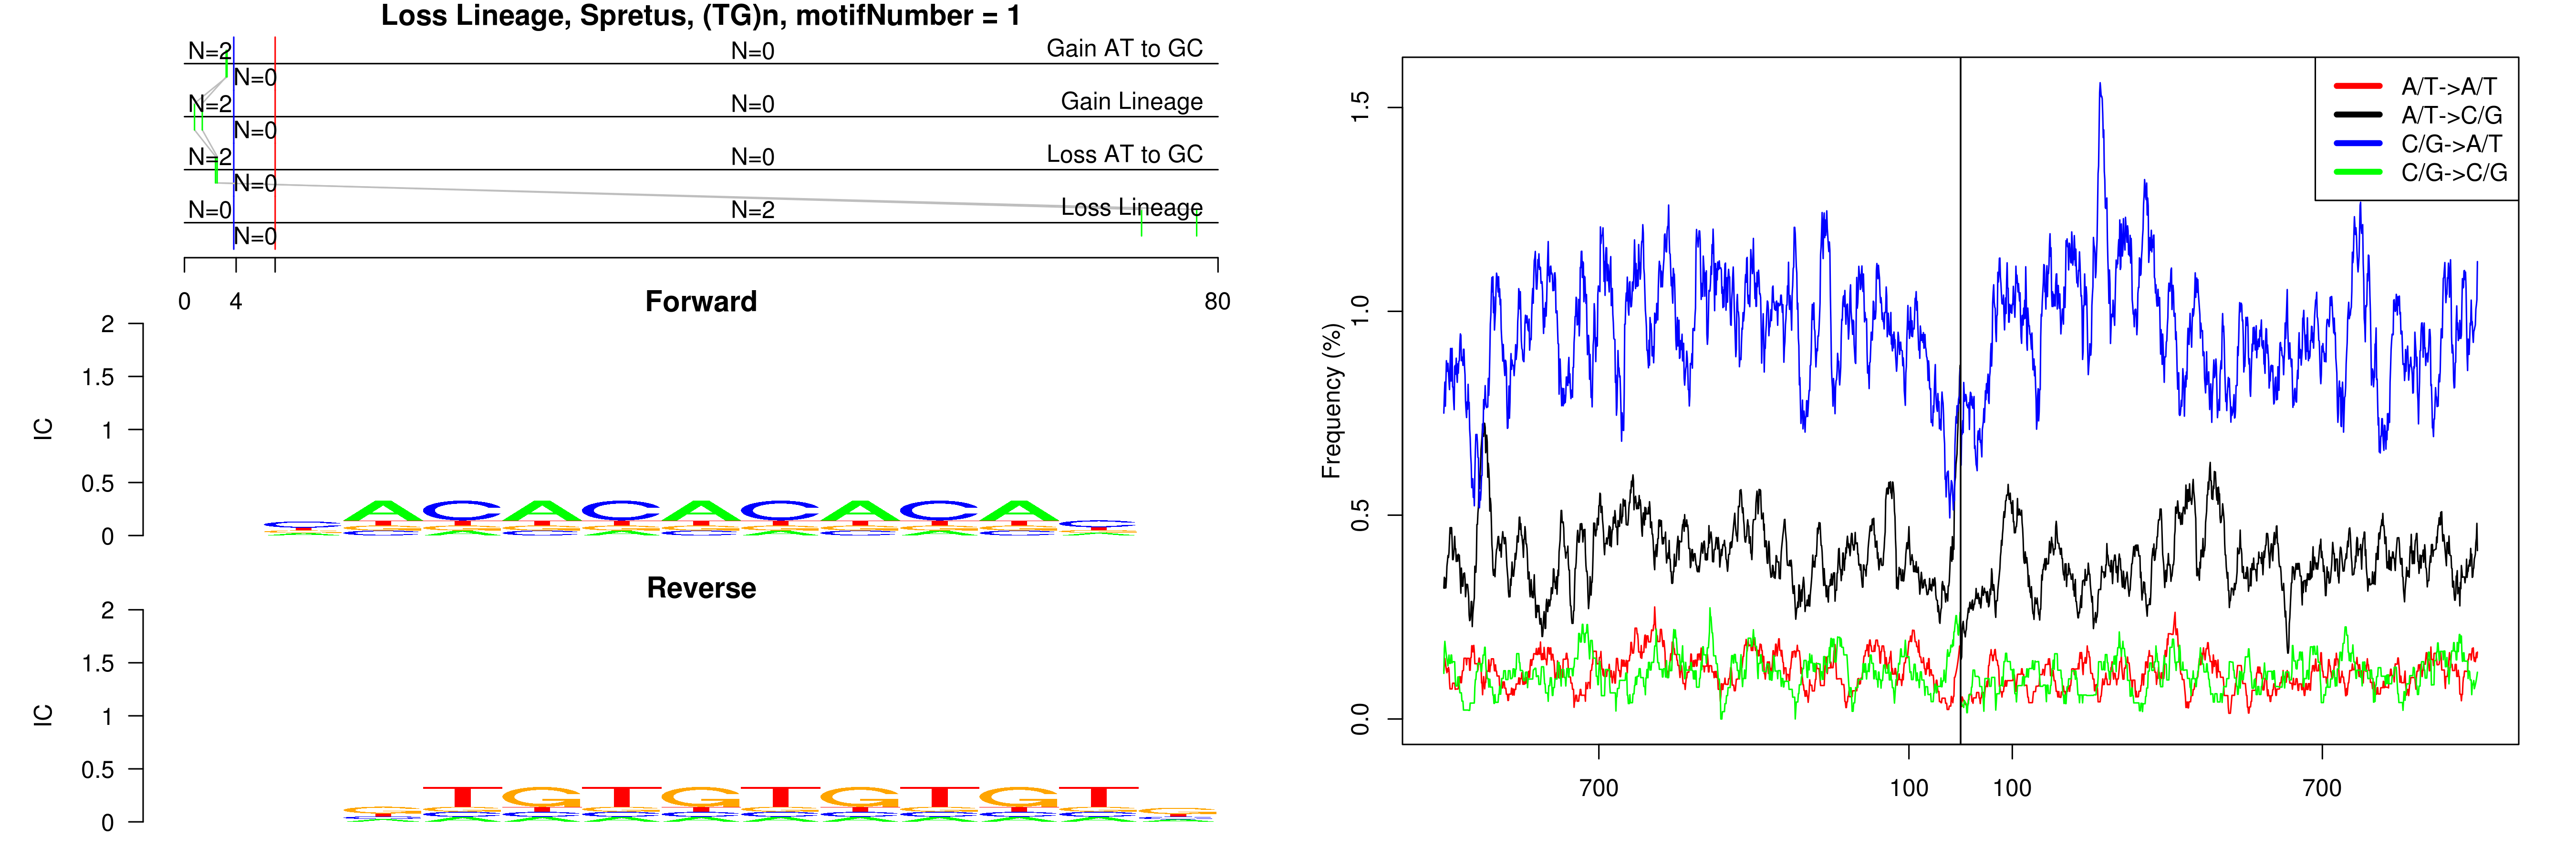 Loss Lineage, Spretus, (TG)n, motifNumber = 1
N=2 N=0 Gain AT to GC
N=0
N=2 N=0 Gain Lineage
N=0
N=2 N=0 Loss AT to GC
N=0
N=0 N=2 Loss Lineage
N=0
0 4 80
Forward
2
1.5
1
0.5
0
IC
ACACACACA
Reverse
2
1.5
1
0.5
0
IC
TGTGTGTGT
A/T->A/T
A/T->C/G
C/G->A/T
C/G->C/G
Frequency (%)
1.5
1.0
0.5
0.0
700 100 100 700